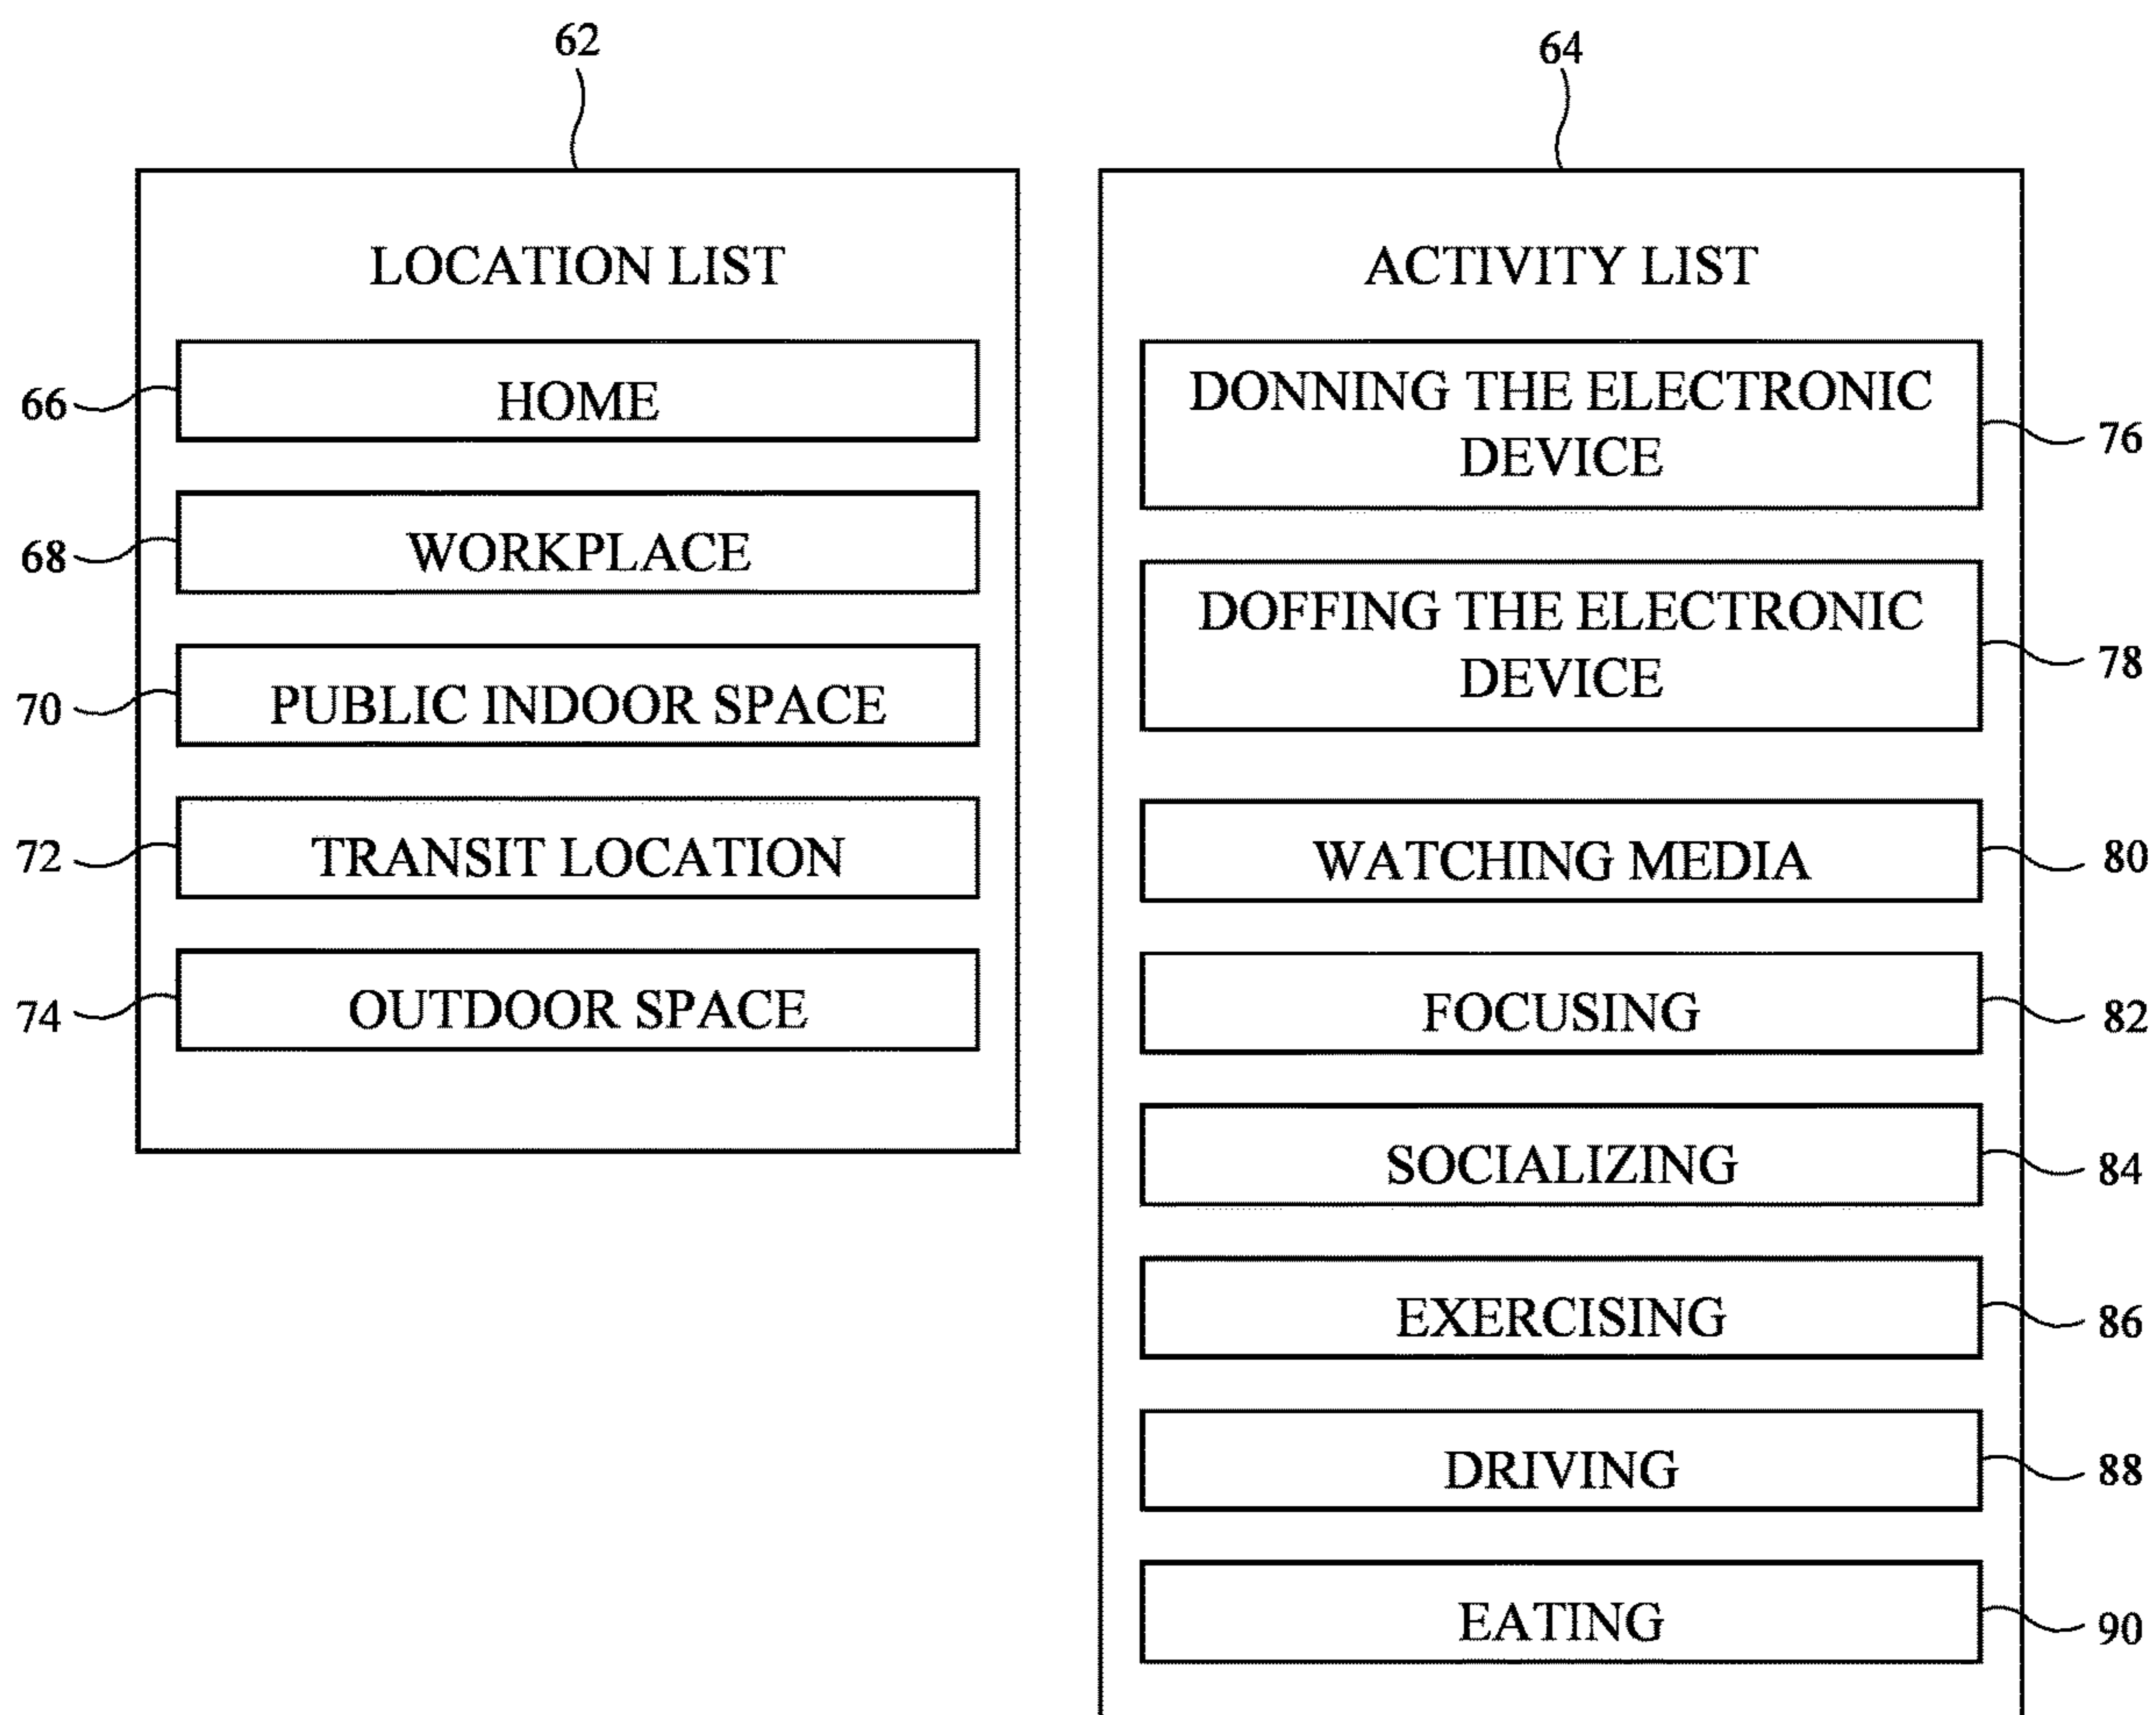 62
LOCATION LIST
66
HOME
68
WORKPLACE
70
PUBLIC INDOOR SPACE
72
TRANSIT LOCATION
74
OUTDOOR SPACE
64
ACTIVITY LIST
DONNING THE ELECTRONIC
DEVICE
76
DOFFING THE ELECTRONIC
DEVICE
78
WATCHING MEDIA
80
FOCUSING
82
SOCIALIZING
84
EXERCISING
86
DRIVING
88
EATING
90